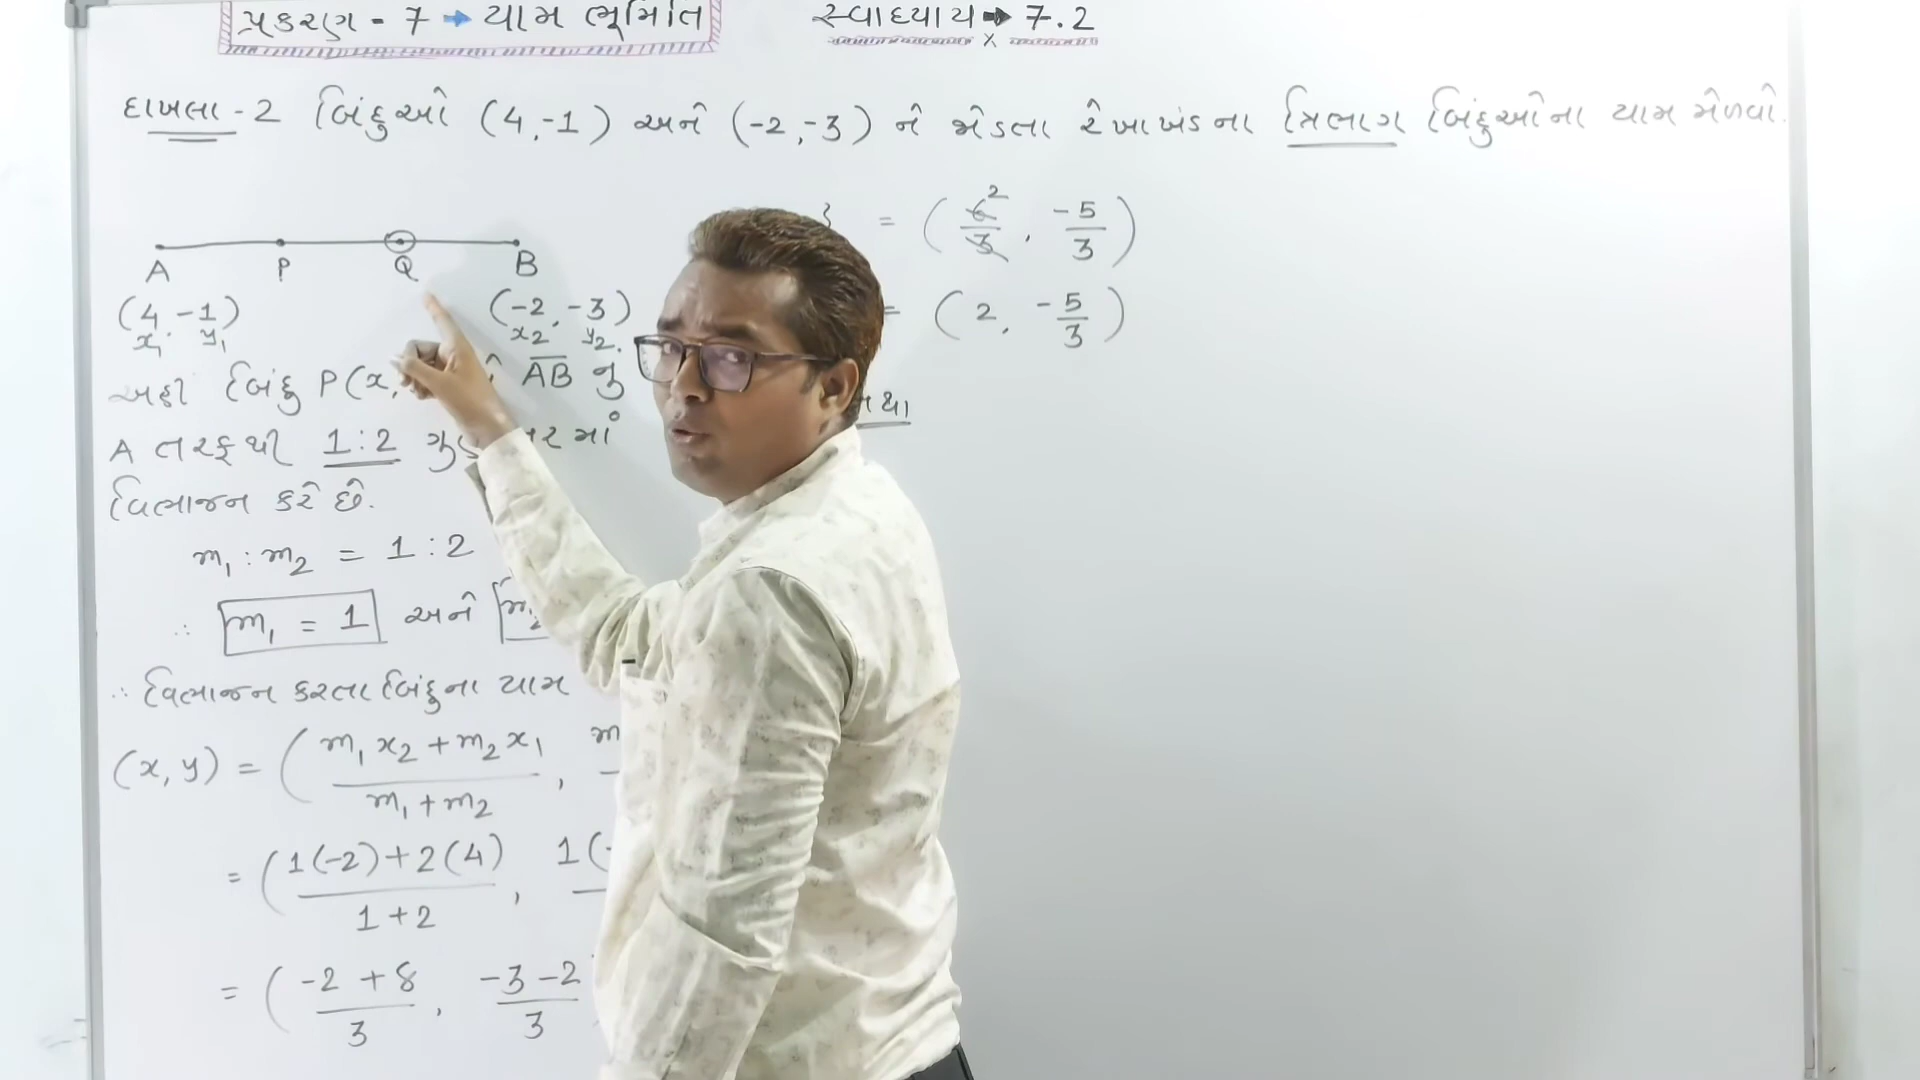 પ્રકરણ - 7 → યામ ભૂમિતિ
સ્વાધ્યાય → 7.2
દાખલા - 2 બિંદુઓ (4,-1) અને (-2,-3) ને જોડતા રેખાખંડના ત્રિભાગ બિંદુઓના યામ મેળવો.
A P Q B
(4,-1) (-2,-3)
x₁ y₁ x₂ y₂
અહી બિંદુ P(x, AB નુ
A તરફથી 1:2
વિભાજન કરે છે.
m₁ : m₂ = 1 : 2
∴ m₁ = 1 અને
∴ વિભાજન કરતા બિંદુના યામ
(x, y) = ( m₁x₂ + m₂x₁ / m₁ + m₂ ,
= ( 1(-2) + 2(4) / 1 + 2 , 1(
= ( -2 + 8 / 3 , -3 - 2 / 3
= ( 6² / 3 , -5 / 3 )
= ( 2, -5 / 3 )